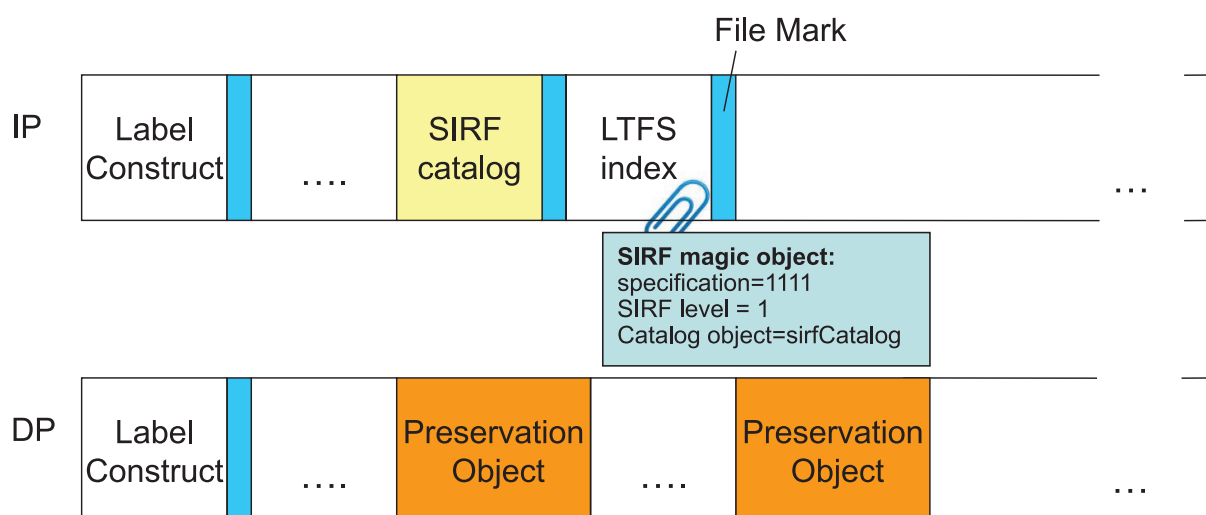 File Mark
IP
Label
Construct
....
SIRF
catalog
LTFS
index
...
SIRF magic object:
specification=1111
SIRF level = 1
Catalog object=sirfCatalog
DP
Label
Construct
....
Preservation
Object
....
Preservation
Object
...